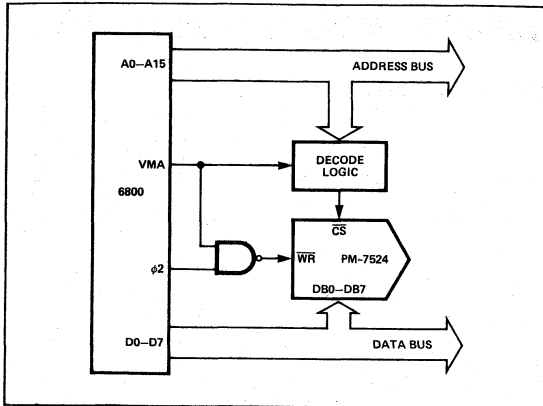 A0–A15
ADDRESS BUS
VMA
DECODE
LOGIC
6800
CS
WR
PM-7524
φ2
DB0–DB7
D0–D7
DATA BUS